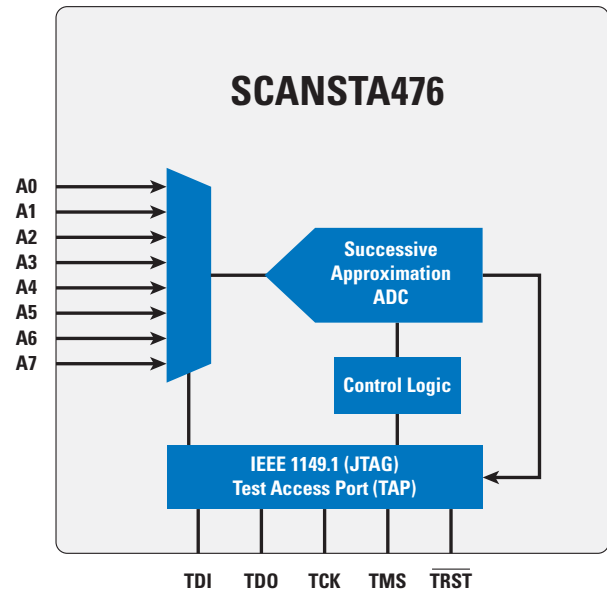 SCANSTA476
A0
A1
A2
A3
A4
A5
A6
A7
Successive
Approximation
ADC
Control Logic
IEEE 1149.1 (JTAG)
Test Access Port (TAP)
TDI TDO TCK TMS T̅R̅S̅T̅